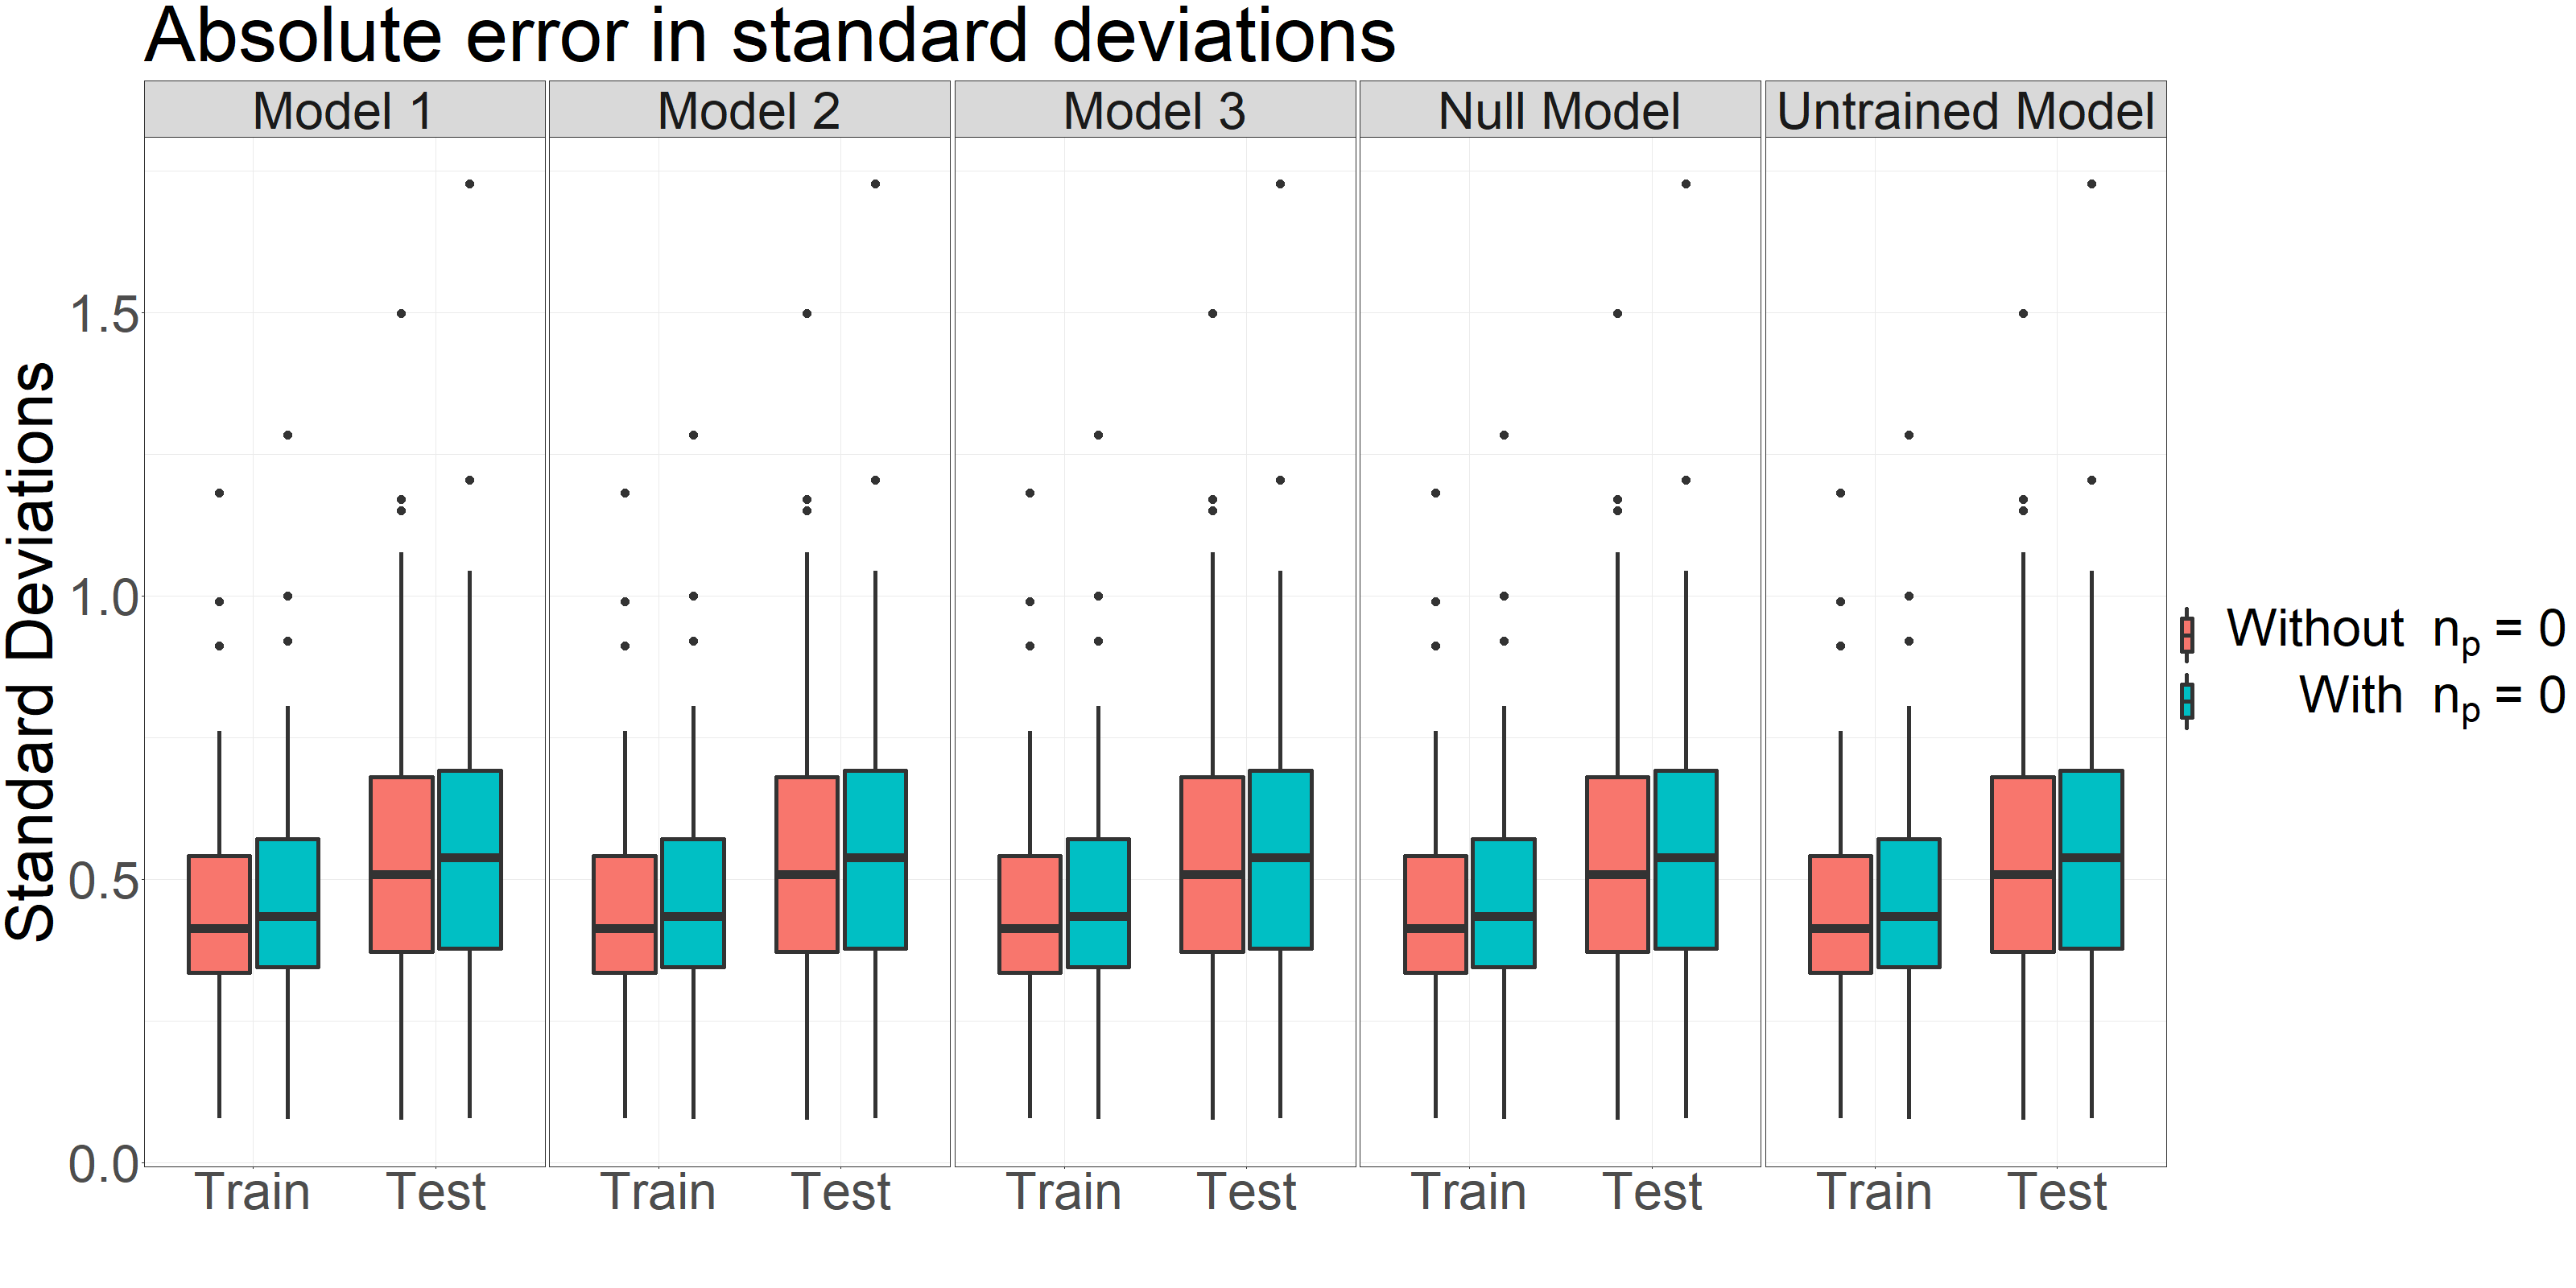 Absolute error in standard deviations
Model 1
Model 2
Model 3
Null Model
Untrained Model
Standard Deviations
1.5
1.0
0.5
0.0
Train
Test
Train
Test
Train
Test
Train
Test
Train
Test
Without nₚ = 0
With nₚ = 0